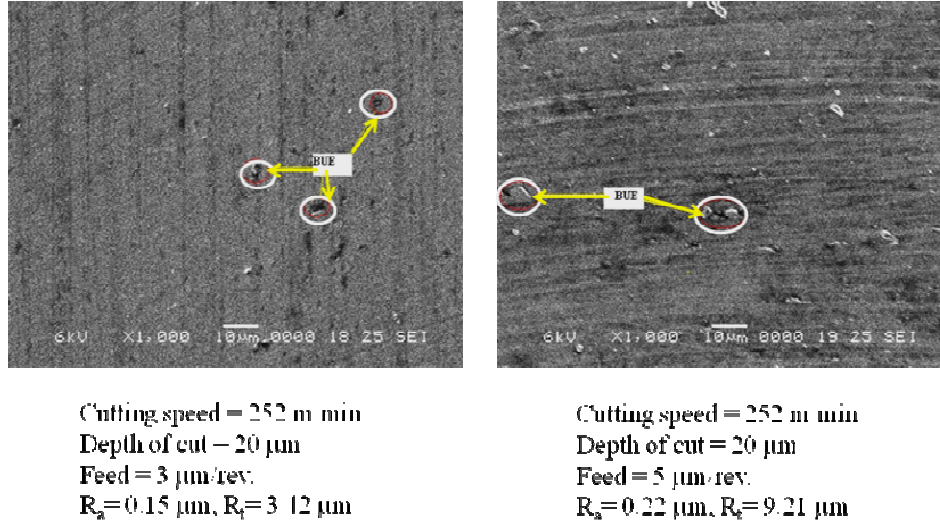 BUE
6kV X1,000 10μm 0000 18 25 SEI
Cutting speed = 252 m min
Depth of cut – 20 μm
Feed = 3 μm/rev.
Ra= 0.15 μm, Rt= 3.12 μm
BUE
6kV X1,000 10μm 0000 19 25 SEI
Cutting speed = 252 m min
Depth of cut = 20 μm
Feed = 5 μm/rev.
Ra= 0.22 μm, Rt= 9.21 μm